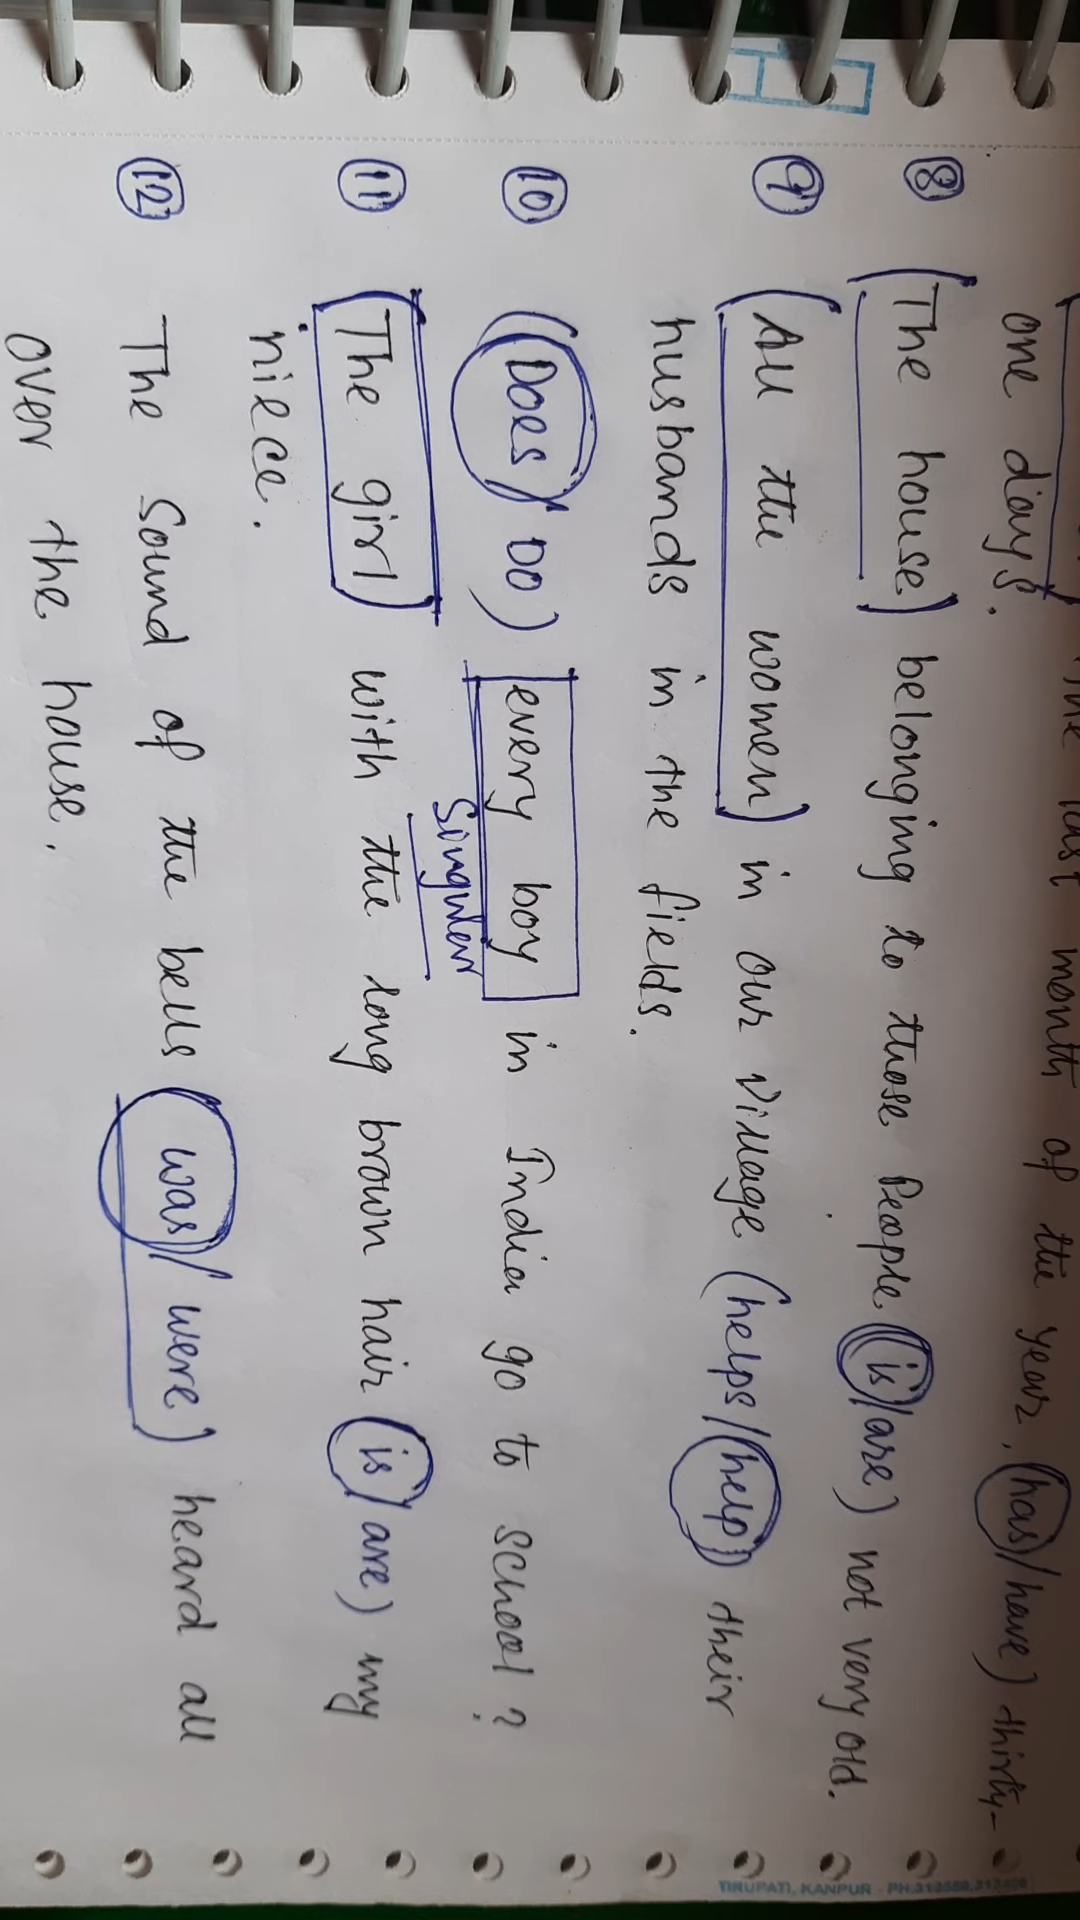 the last month of the year, (has/have) thirty-
one days.
8 (The house) belonging to those People (is/are) not very old.
9 (All the women) in our village (helps/help) their
husbands in the fields.
10 (Does/Do) every boy in India go to school?
Singular
11 (The girl) with the long brown hair (is/are) my
niece.
12 The Sound of the bells (was/were) heard all
over the house.
TIRUPATI, KANPUR - PH: